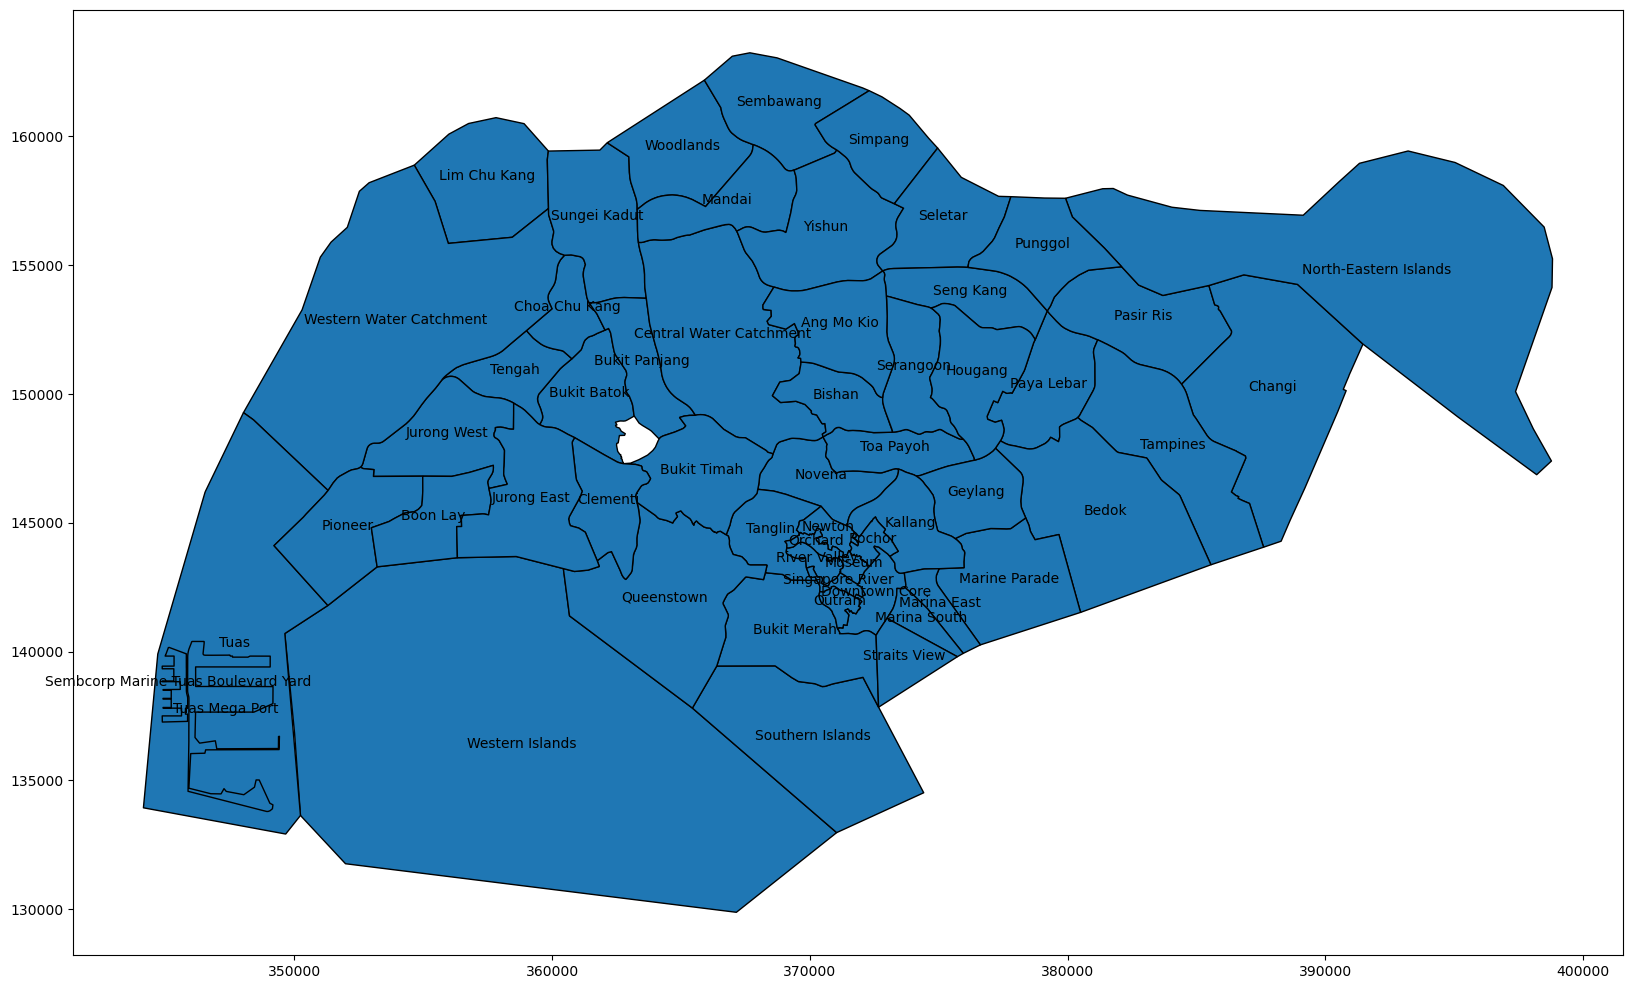 160000
155000
150000
145000
140000
135000
130000
350000
360000
370000
380000
390000
400000
Sembawang
Simpang
Woodlands
Lim Chu Kang
Mandai
Sungei Kadut
Yishun
Seletar
Punggol
North-Eastern Islands
Seng Kang
Choa Chu Kang
Western Water Catchment
Pasir Ris
Ang Mo Kio
Central Water Catchment
Bukit Panjang
Serangoon
Hougang
Tengah
Paya Lebar
Changi
Bukit Batok
Bishan
Jurong West
Toa Payoh
Tampines
Bukit Timah
Novena
Geylang
Jurong East
Clementi
Bedok
Boon Lay
Pioneer
Tanglin
Newton
Kallang
Orchard
Rochor
River Valley
Museum
Singapore River
Marine Parade
Downtown Core
Outram
Marina East
Queenstown
Marina South
Bukit Merah
Tuas
Straits View
Sembcorp Marine Tuas Boulevard Yard
Tuas Mega Port
Western Islands
Southern Islands